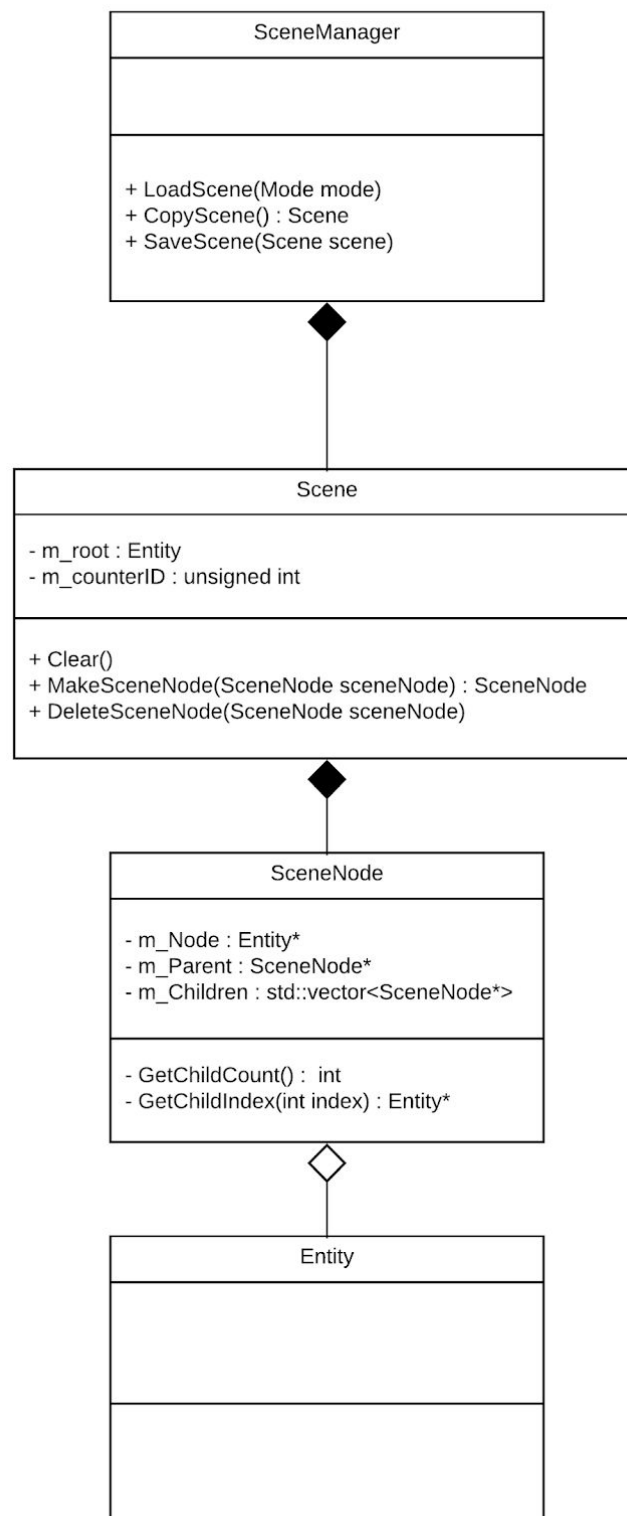 SceneManager
+ LoadScene(Mode mode)
+ CopyScene() : Scene
+ SaveScene(Scene scene)
Scene
- m_root : Entity
- m_counterID : unsigned int
+ Clear()
+ MakeSceneNode(SceneNode sceneNode) : SceneNode
+ DeleteSceneNode(SceneNode sceneNode)
SceneNode
- m_Node : Entity*
- m_Parent : SceneNode*
- m_Children : std::vector<SceneNode*>
- GetChildCount() :  int
- GetChildIndex(int index) : Entity*
Entity